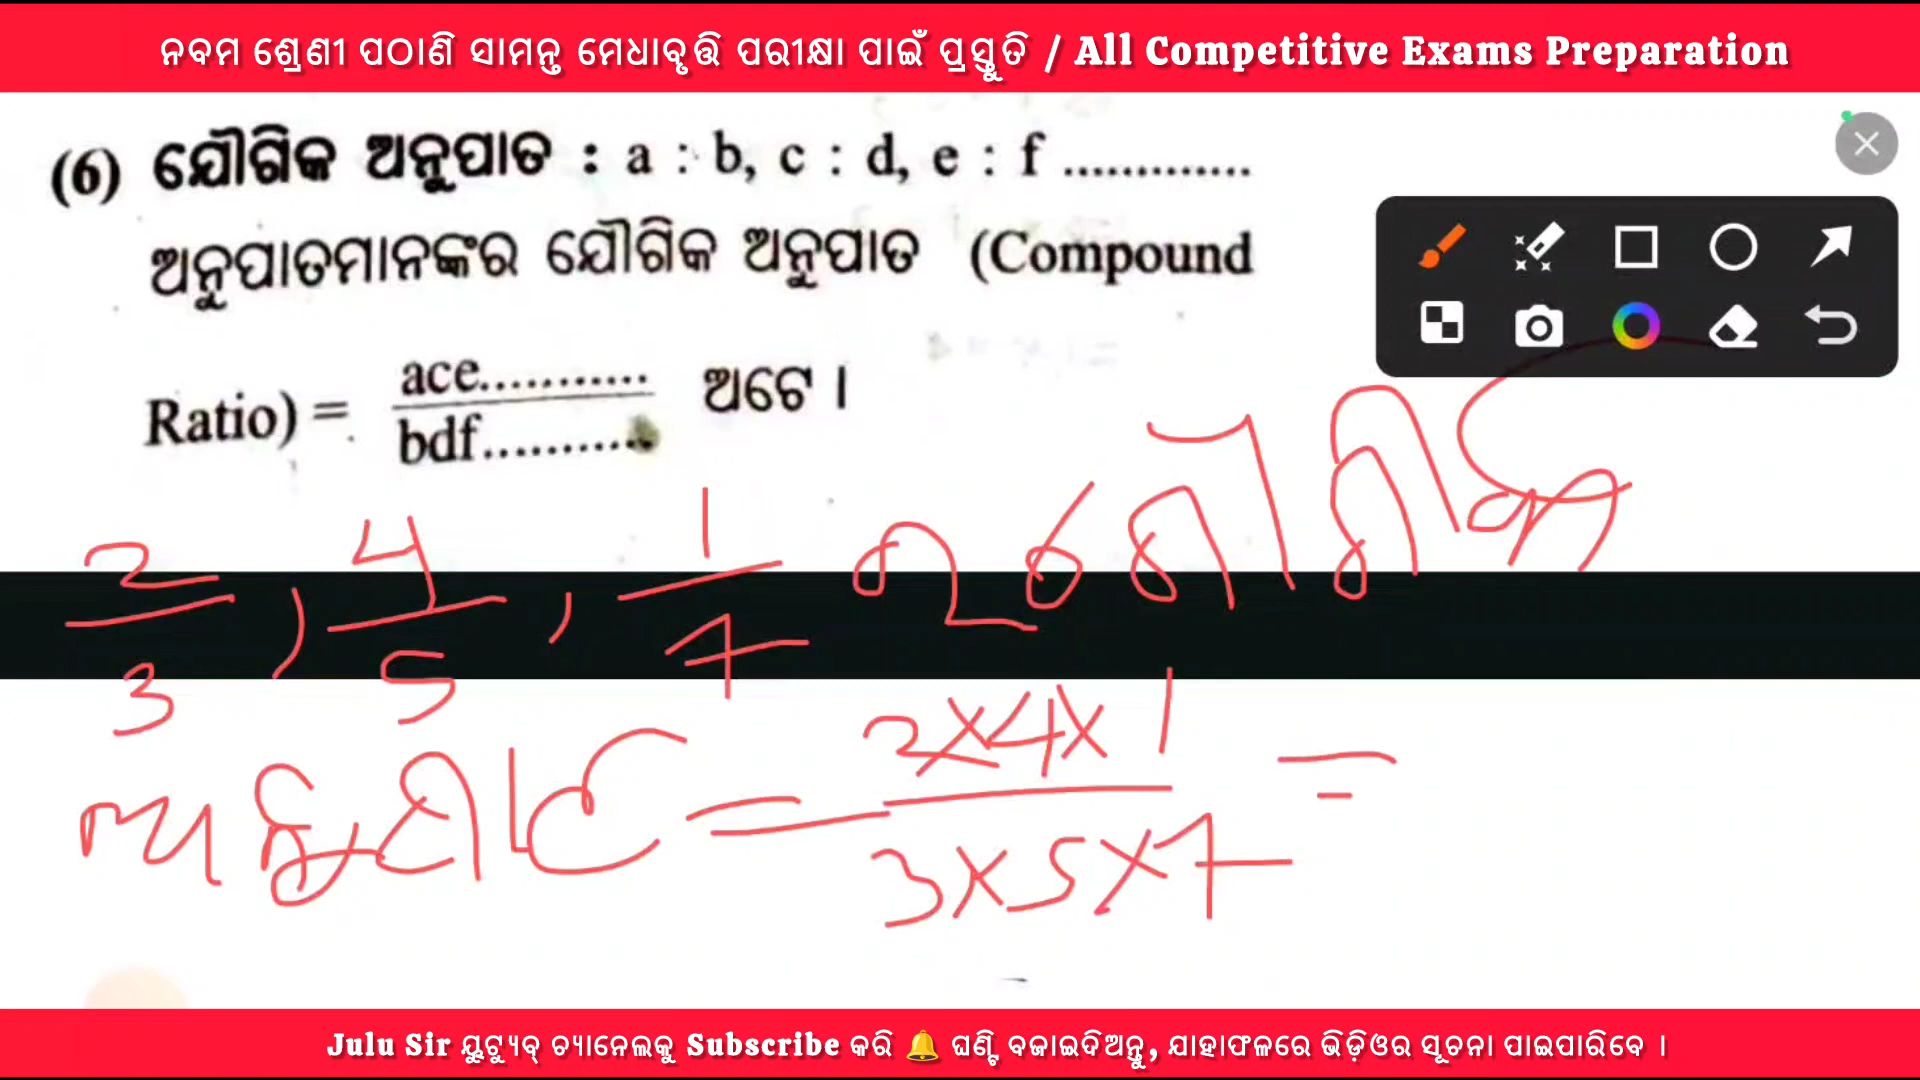 ନବମ ଶ୍ରେଣୀ ପଠାଣି ସାମନ୍ତ ମେଧାବୃତ୍ତି ପରୀକ୍ଷା ପାଇଁ ପ୍ରସ୍ତୁତି / All Competitive Exams Preparation
(6) ଯୌଗିକ ଅନୁପାତ : a : b, c : d, e : f .............
ଅନୁପାତମାନଙ୍କର ଯୌଗିକ ଅନୁପାତ (Compound
Ratio) = ace........... / bdf........... ଅଟେ ।
2/3, 4/5, 1/7 ର ଯୌଗିକ
ଅନୁପାତ = 2×4×1 / 3×5×7 =
Julu Sir ୟୁଟ୍ୟୁବ୍ ଚ୍ୟାନେଲକୁ Subscribe କରି 🔔 ଘଣ୍ଟି ବଜାଇଦିଅନ୍ତୁ, ଯାହାଫଳରେ ଭିଡ଼ିଓର ସୂଚନା ପାଇପାରିବେ ।